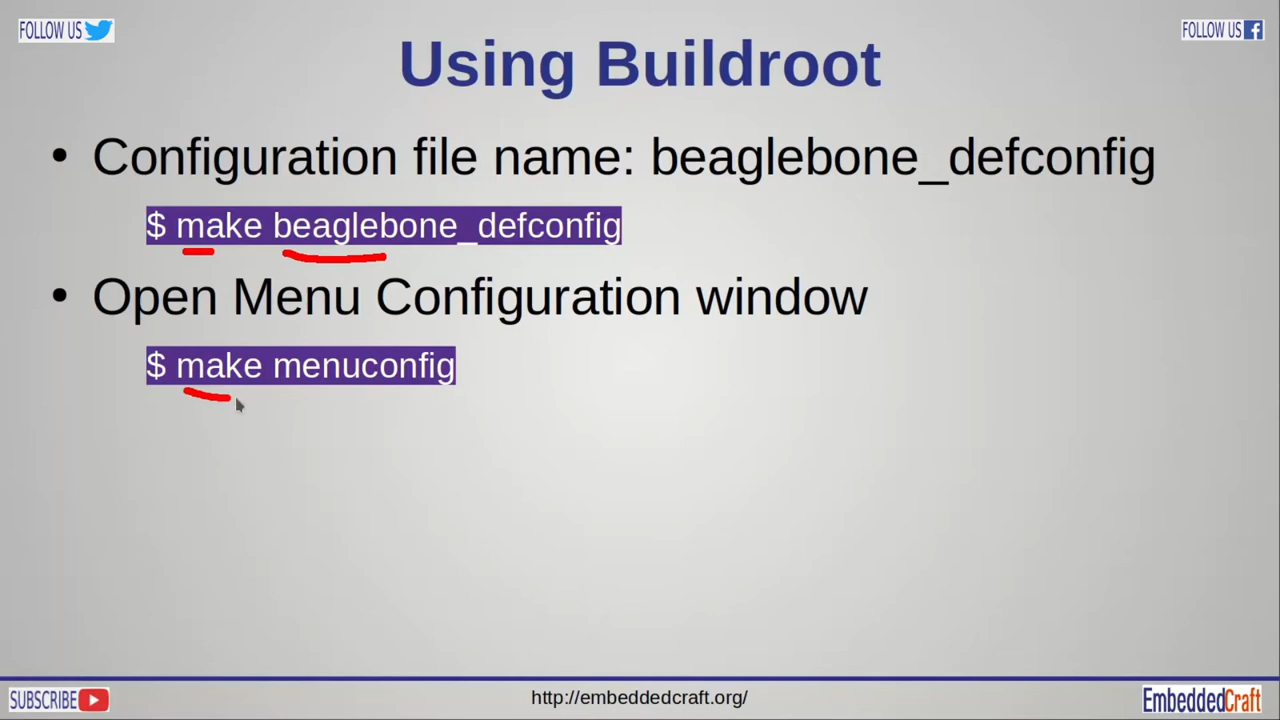 FOLLOW US
FOLLOW US
Using Buildroot
• Configuration file name: beaglebone_defconfig
$ make beaglebone_defconfig
• Open Menu Configuration window
$ make menuconfig
SUBSCRIBE
http://embeddedcraft.org/
EmbeddedCraft